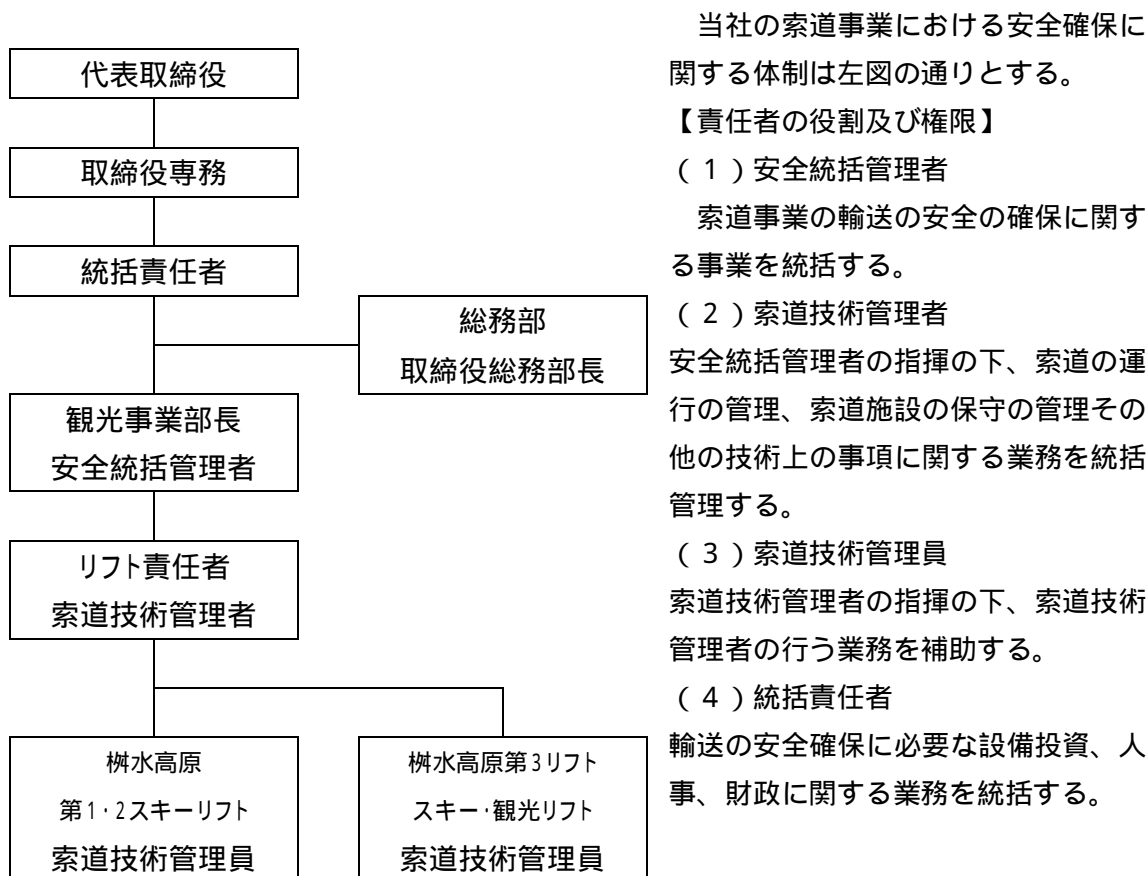 代表取締役
取締役専務
統括責任者
総務部
取締役総務部長
観光事業部長
安全統括管理者
リフト責任者
索道技術管理者
桝水高原
第1・2スキーリフト
索道技術管理員
桝水高原第3リフト
スキー・観光リフト
索道技術管理員
当社の索道事業における安全確保に
関する体制は左図の通りとする。
【責任者の役割及び権限】
(1)安全統括管理者
索道事業の輸送の安全の確保に関す
る事業を統括する。
(2)索道技術管理者
安全統括管理者の指揮の下、索道の運
行の管理、索道施設の保守の管理その
他の技術上の事項に関する業務を統括
管理する。
(3)索道技術管理員
索道技術管理者の指揮の下、索道技術
管理者の行う業務を補助する。
(4)統括責任者
輸送の安全確保に必要な設備投資、人
事、財政に関する業務を統括する。